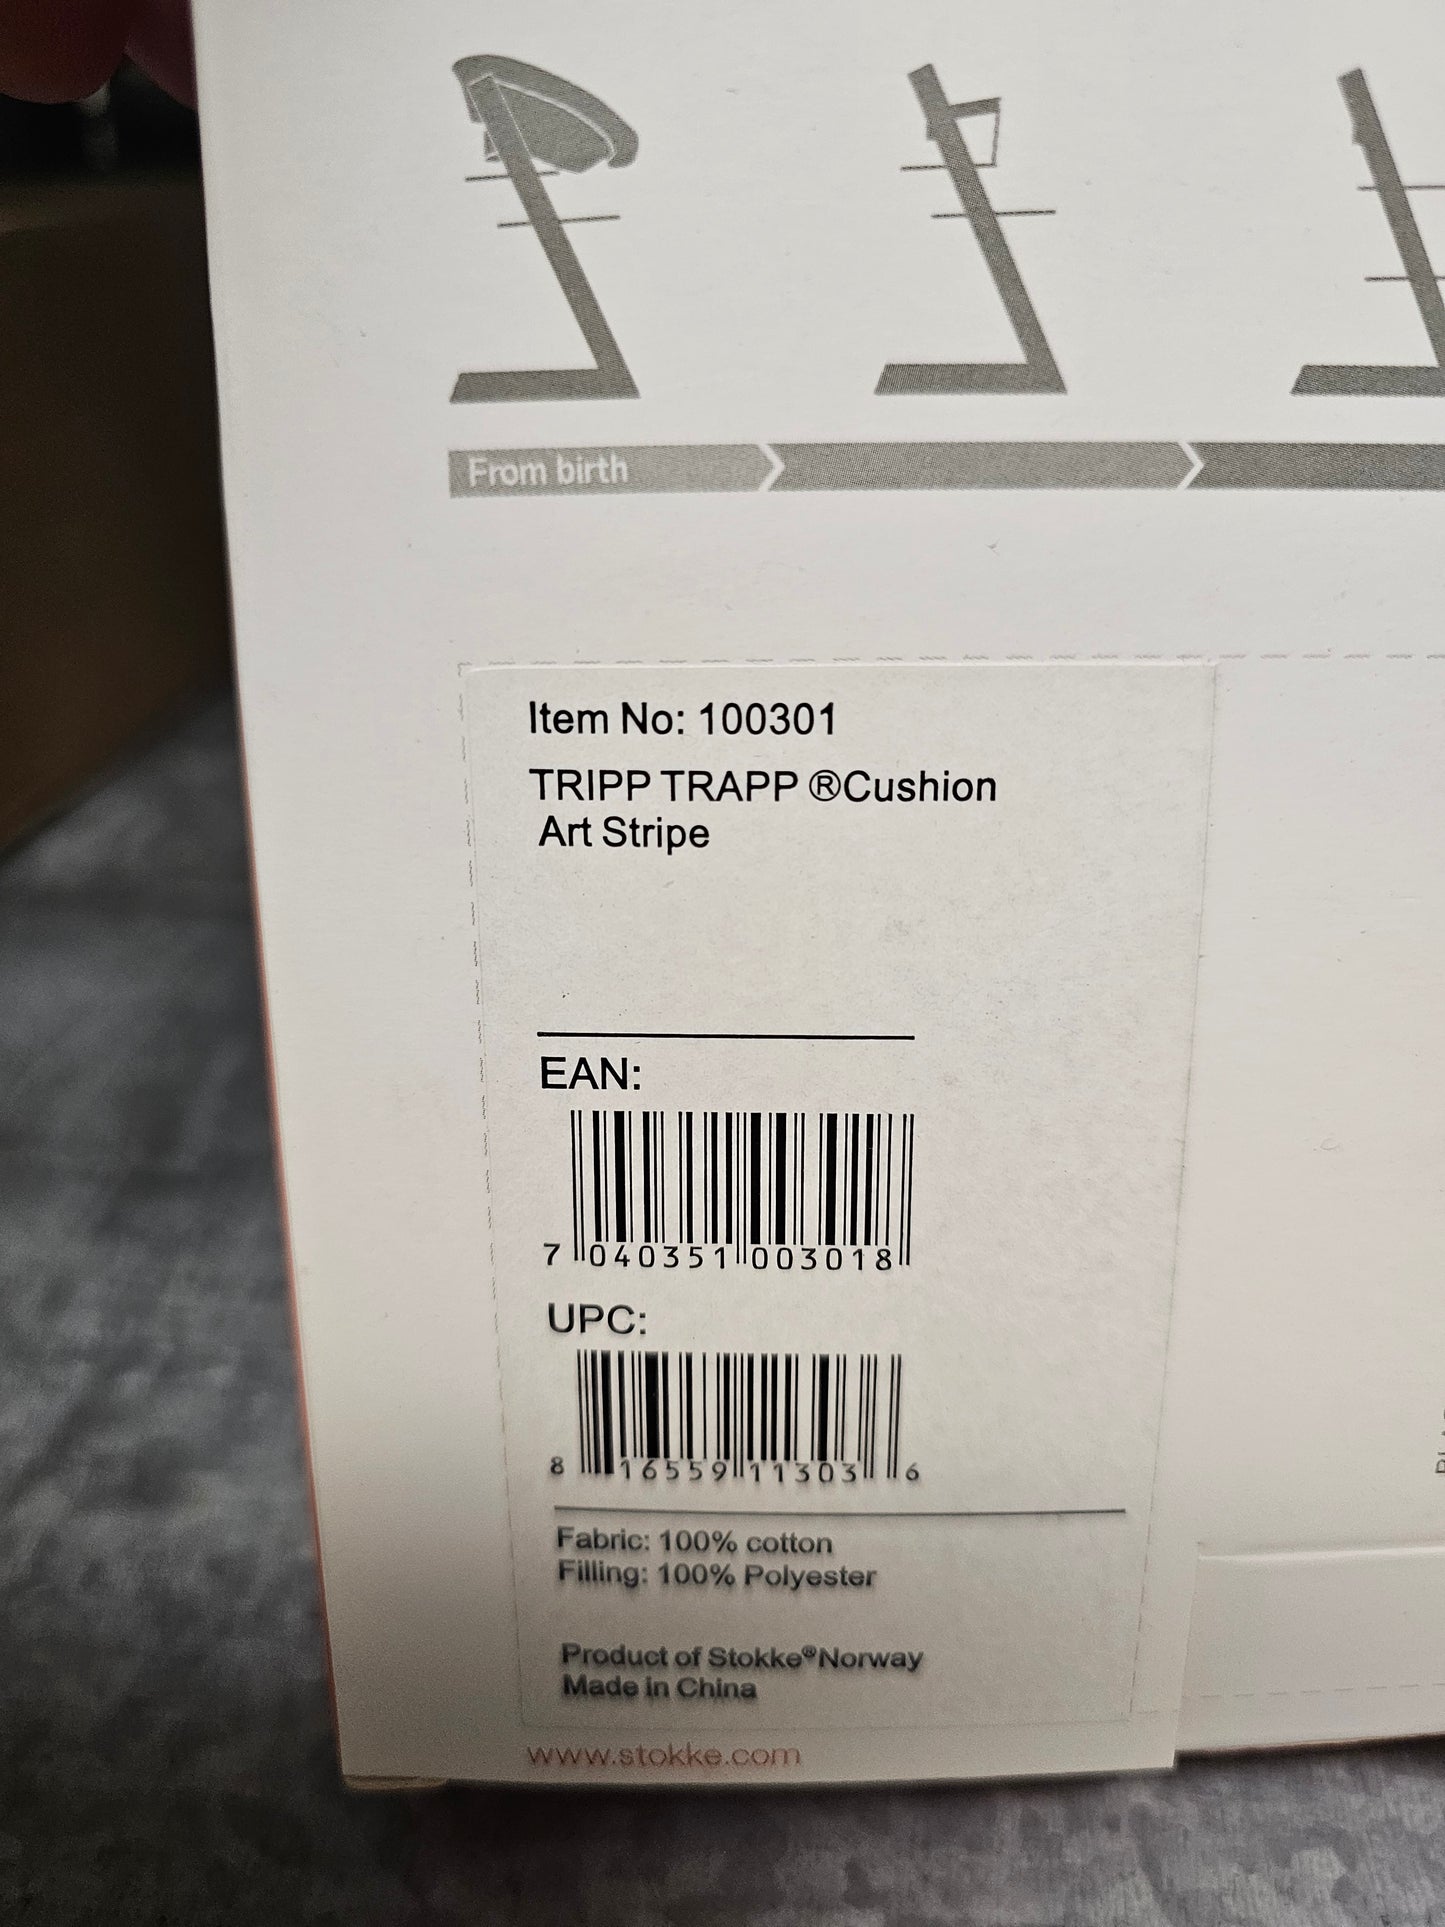 From birth
Item No: 100301
TRIPP TRAPP ®Cushion
Art Stripe
EAN:
7 040351 003018
UPC:
8 16559 11303 6
Fabric: 100% cotton
Filling: 100% Polyester
Product of Stokke®Norway
Made in China
www.stokke.com